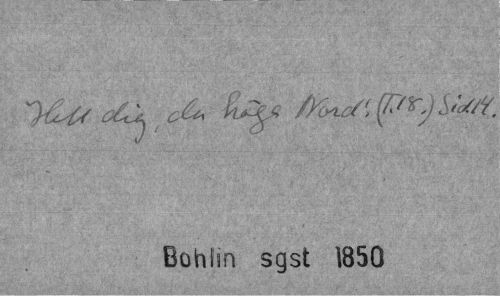 Hell dig, du höga Nord! (T.18.) Sid.14.
Bohlin sgst 1850